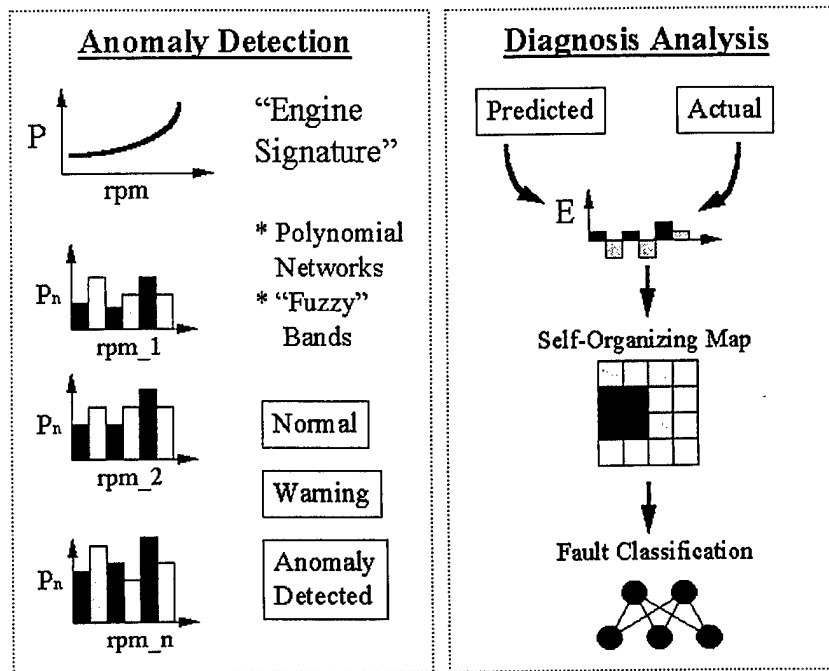 Anomaly Detection
P
rpm
“Engine
Signature”
* Polynomial
Networks
* “Fuzzy”
Bands
Pn
rpm_1
Pn
rpm_2
Pn
rpm_n
Normal
Warning
Anomaly
Detected
Diagnosis Analysis
Predicted
Actual
E
Self-Organizing Map
Fault Classification